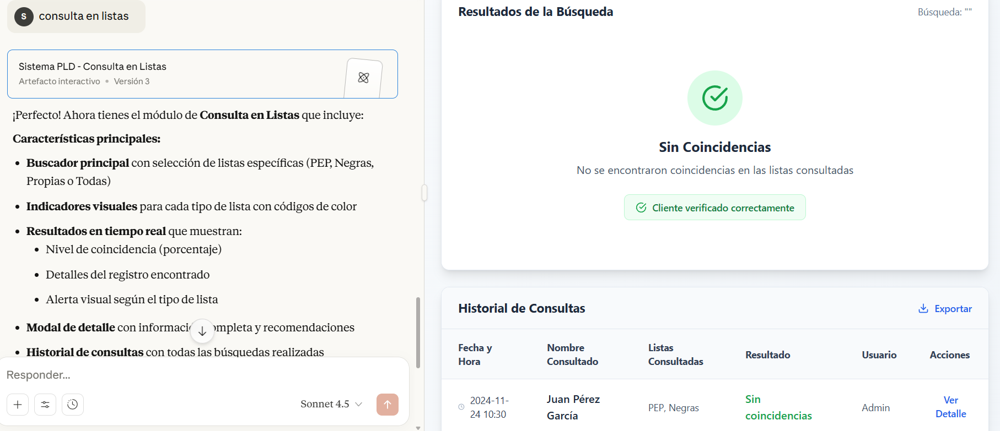 S consulta en listas
Sistema PLD - Consulta en Listas
Artefacto interactivo • Versión 3
¡Perfecto! Ahora tienes el módulo de Consulta en Listas que incluye:
Características principales:
• Buscador principal con selección de listas específicas (PEP, Negras,
Propias o Todas)
• Indicadores visuales para cada tipo de lista con códigos de color
• Resultados en tiempo real que muestran:
• Nivel de coincidencia (porcentaje)
• Detalles del registro encontrado
• Alerta visual según el tipo de lista
• Modal de detalle con información completa y recomendaciones
• Historial de consultas con todas las búsquedas realizadas
Responder...
Sonnet 4.5
Resultados de la Búsqueda
Búsqueda: ""
Sin Coincidencias
No se encontraron coincidencias en las listas consultadas
Cliente verificado correctamente
Historial de Consultas
Exportar
Fecha y
Hora
Nombre
Consultado
Listas
Consultadas
Resultado
Usuario
Acciones
2024-11-
24 10:30
Juan Pérez
García
PEP, Negras
Sin
coincidencias
Admin
Ver
Detalle